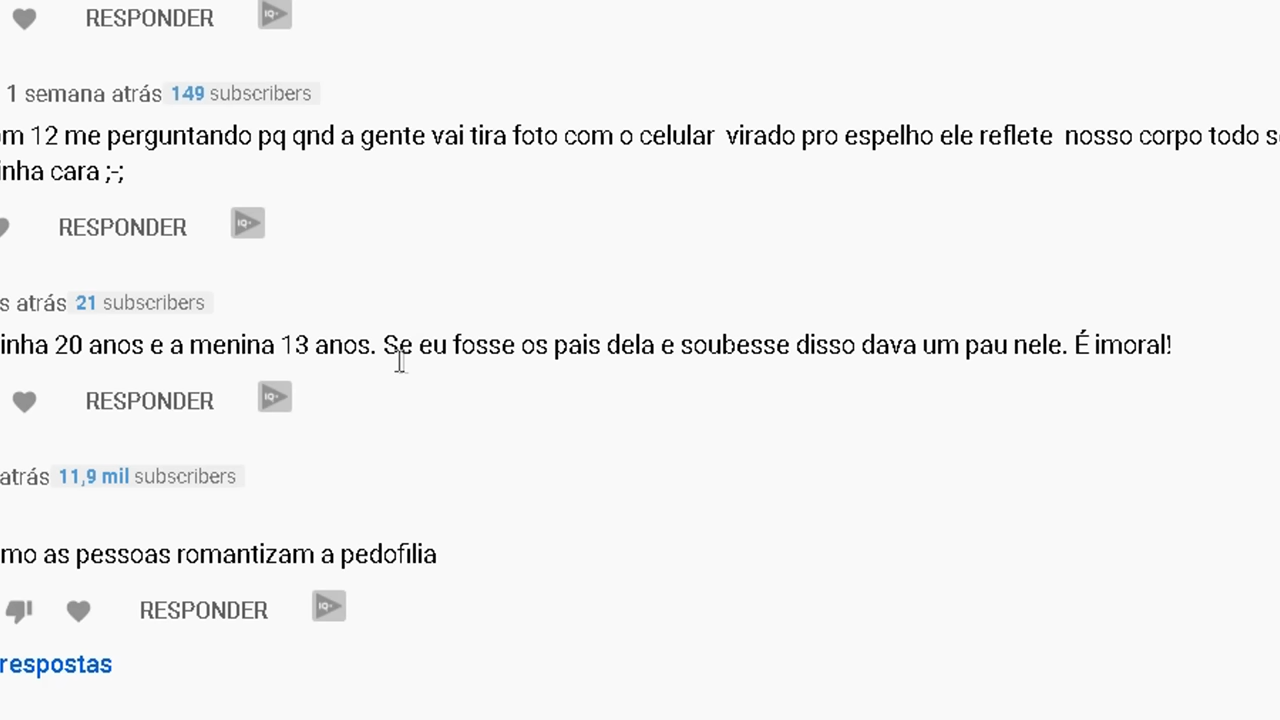 RESPONDER
1 semana atrás 149 subscribers
om 12 me perguntando pq qnd a gente vai tira foto com o celular virado pro espelho ele reflete nosso corpo todo s
inha cara ;-;
RESPONDER
s atrás 21 subscribers
inha 20 anos e a menina 13 anos. Se eu fosse os pais dela e soubesse disso dava um pau nele. É imoral!
RESPONDER
atrás 11,9 mil subscribers
mo as pessoas romantizam a pedofilia
RESPONDER
respostas